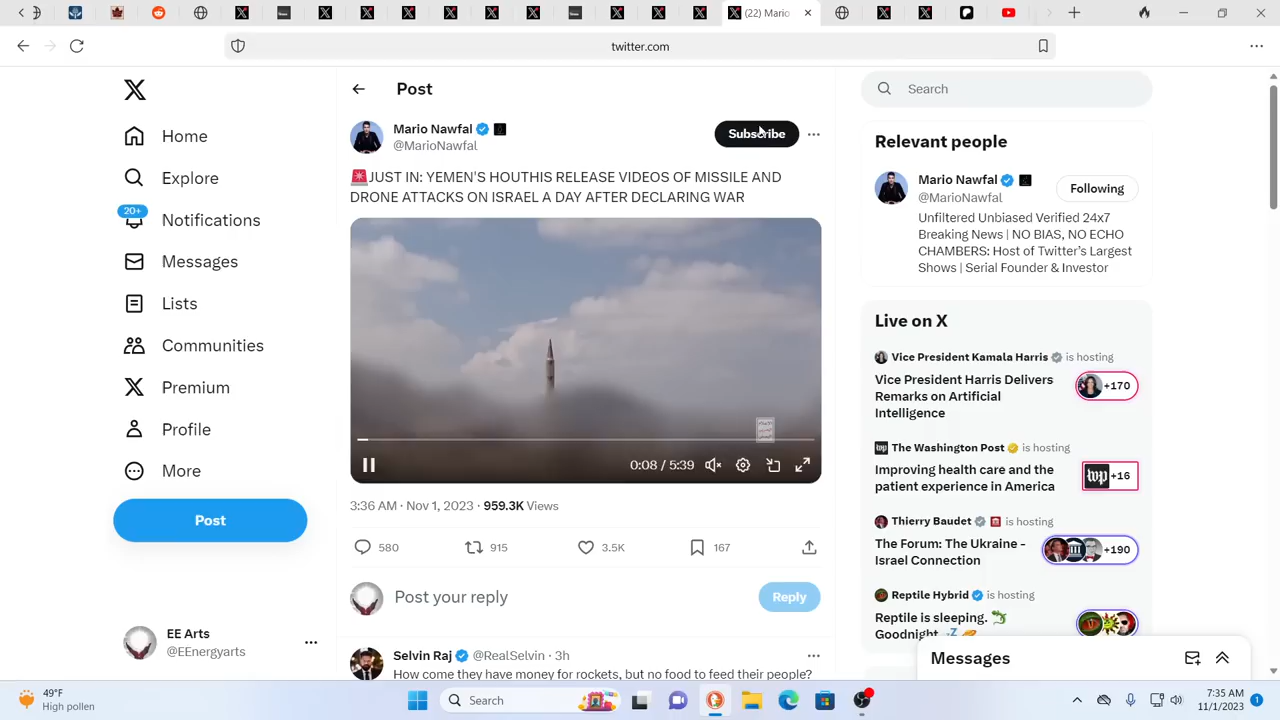 (22) Mario
twitter.com
Post
Search
Mario Nawfal
@MarioNawfal
Subscribe
🚨JUST IN: YEMEN'S HOUTHIS RELEASE VIDEOS OF MISSILE AND
DRONE ATTACKS ON ISRAEL A DAY AFTER DECLARING WAR
0:08 / 5:39
3:36 AM · Nov 1, 2023 · 959.3K Views
580 915 3.5K 167
Post your reply
Reply
Selvin Raj @RealSelvin · 3h
How come they have money for rockets, but no food to feed their people?
Home
Explore
20+
Notifications
Messages
Lists
Communities
Premium
Profile
More
Post
EE Arts
@EEnergyarts
Relevant people
Mario Nawfal
@MarioNawfal
Following
Unfiltered Unbiased Verified 24x7
Breaking News | NO BIAS, NO ECHO
CHAMBERS: Host of Twitter's Largest
Shows | Serial Founder & Investor
Live on X
Vice President Kamala Harris is hosting
Vice President Harris Delivers
Remarks on Artificial
Intelligence
+170
The Washington Post is hosting
Improving health care and the
patient experience in America
wp +16
Thierry Baudet is hosting
The Forum: The Ukraine -
Israel Connection
+190
Reptile Hybrid is hosting
Reptile is sleeping. 🦎
Goodnight
Messages
49°F
High pollen
Search
7:35 AM
11/1/2023
1